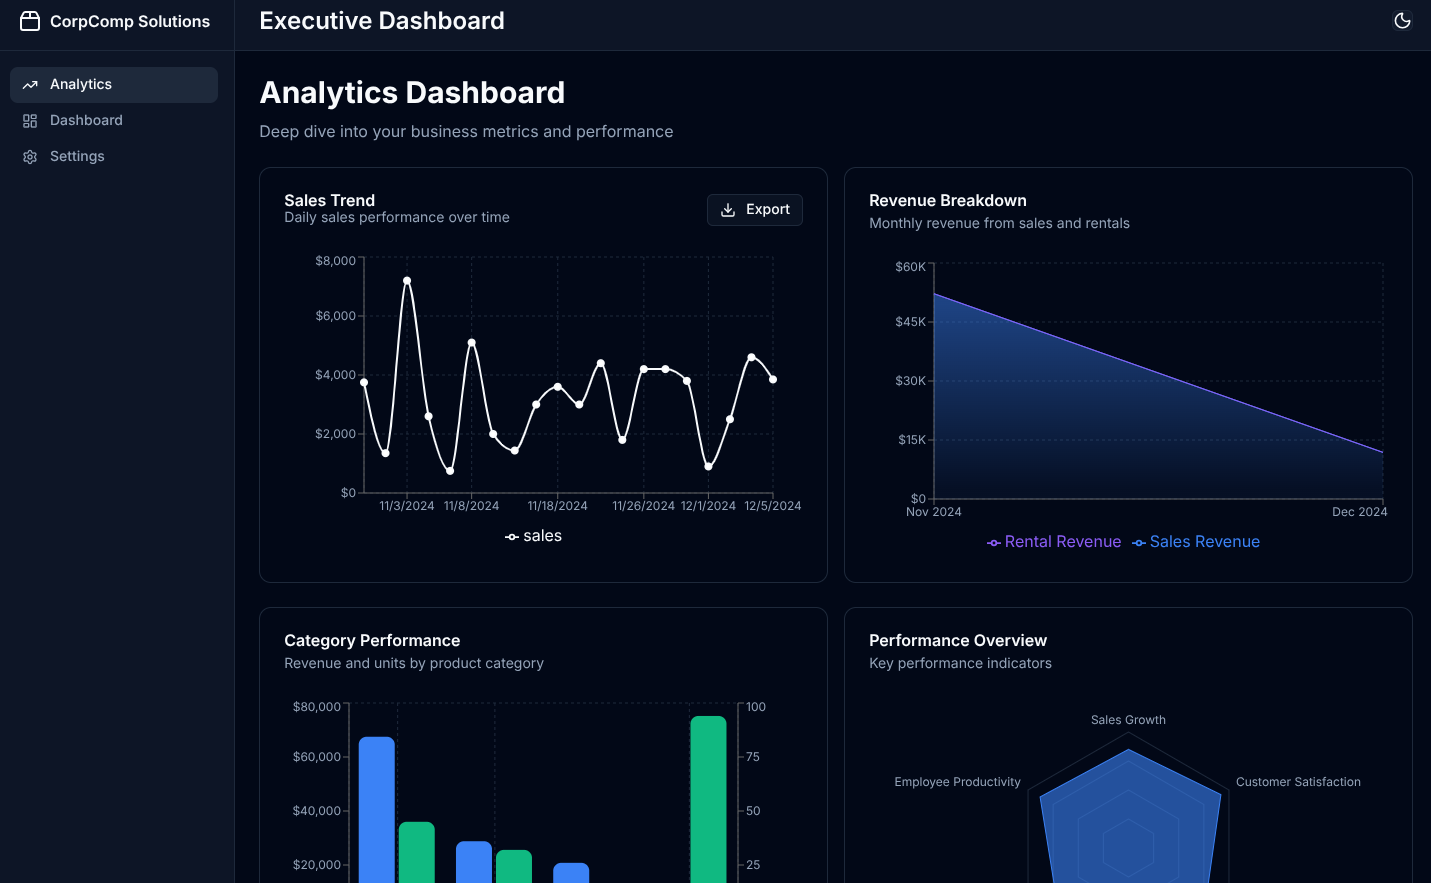 CorpComp Solutions
Executive Dashboard
Analytics
Dashboard
Settings
Analytics Dashboard
Deep dive into your business metrics and performance
Sales Trend
Daily sales performance over time
Export
$8,000
$6,000
$4,000
$2,000
$0
11/3/2024 11/8/2024 11/18/2024 11/26/2024 12/1/2024 12/5/2024
sales
Revenue Breakdown
Monthly revenue from sales and rentals
$60K
$45K
$30K
$15K
$0
Nov 2024 Dec 2024
Rental Revenue Sales Revenue
Category Performance
Revenue and units by product category
$80,000 100
$60,000 75
$40,000 50
$20,000 25
Performance Overview
Key performance indicators
Sales Growth
Employee Productivity Customer Satisfaction